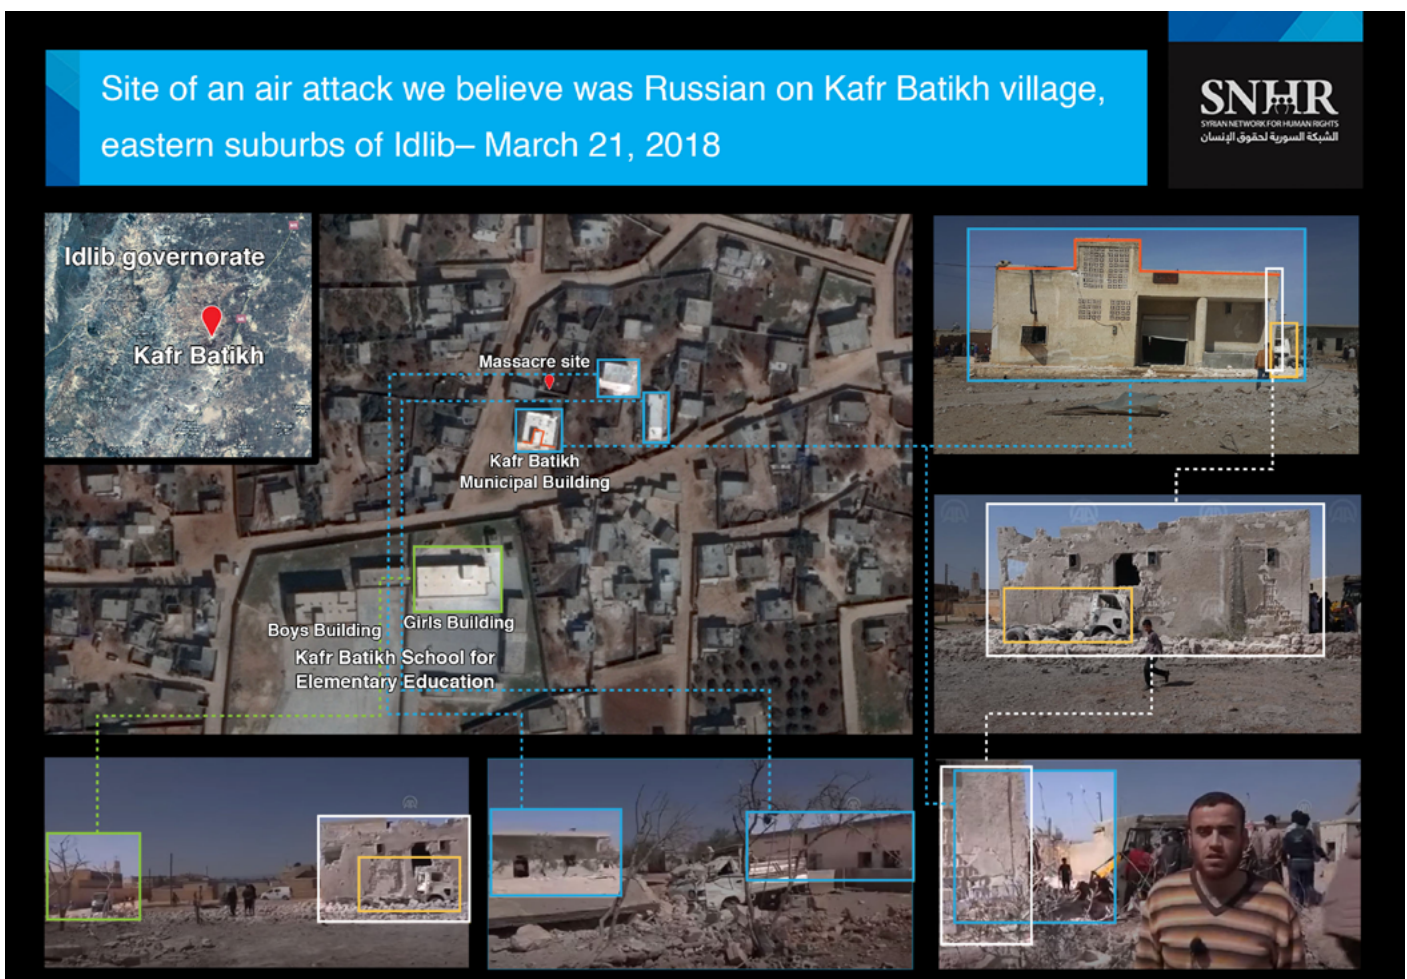 Site of an air attack we believe was Russian on Kafr Batikh village,
eastern suburbs of Idlib– March 21, 2018
SNHR
SYRIAN NETWORK FOR HUMAN RIGHTS
الشبكة السورية لحقوق الإنسان
Idlib governorate
Kafr Batikh
Massacre site
Kafr Batikh
Municipal Building
Boys Building
Girls Building
Kafr Batikh School for
Elementary Education